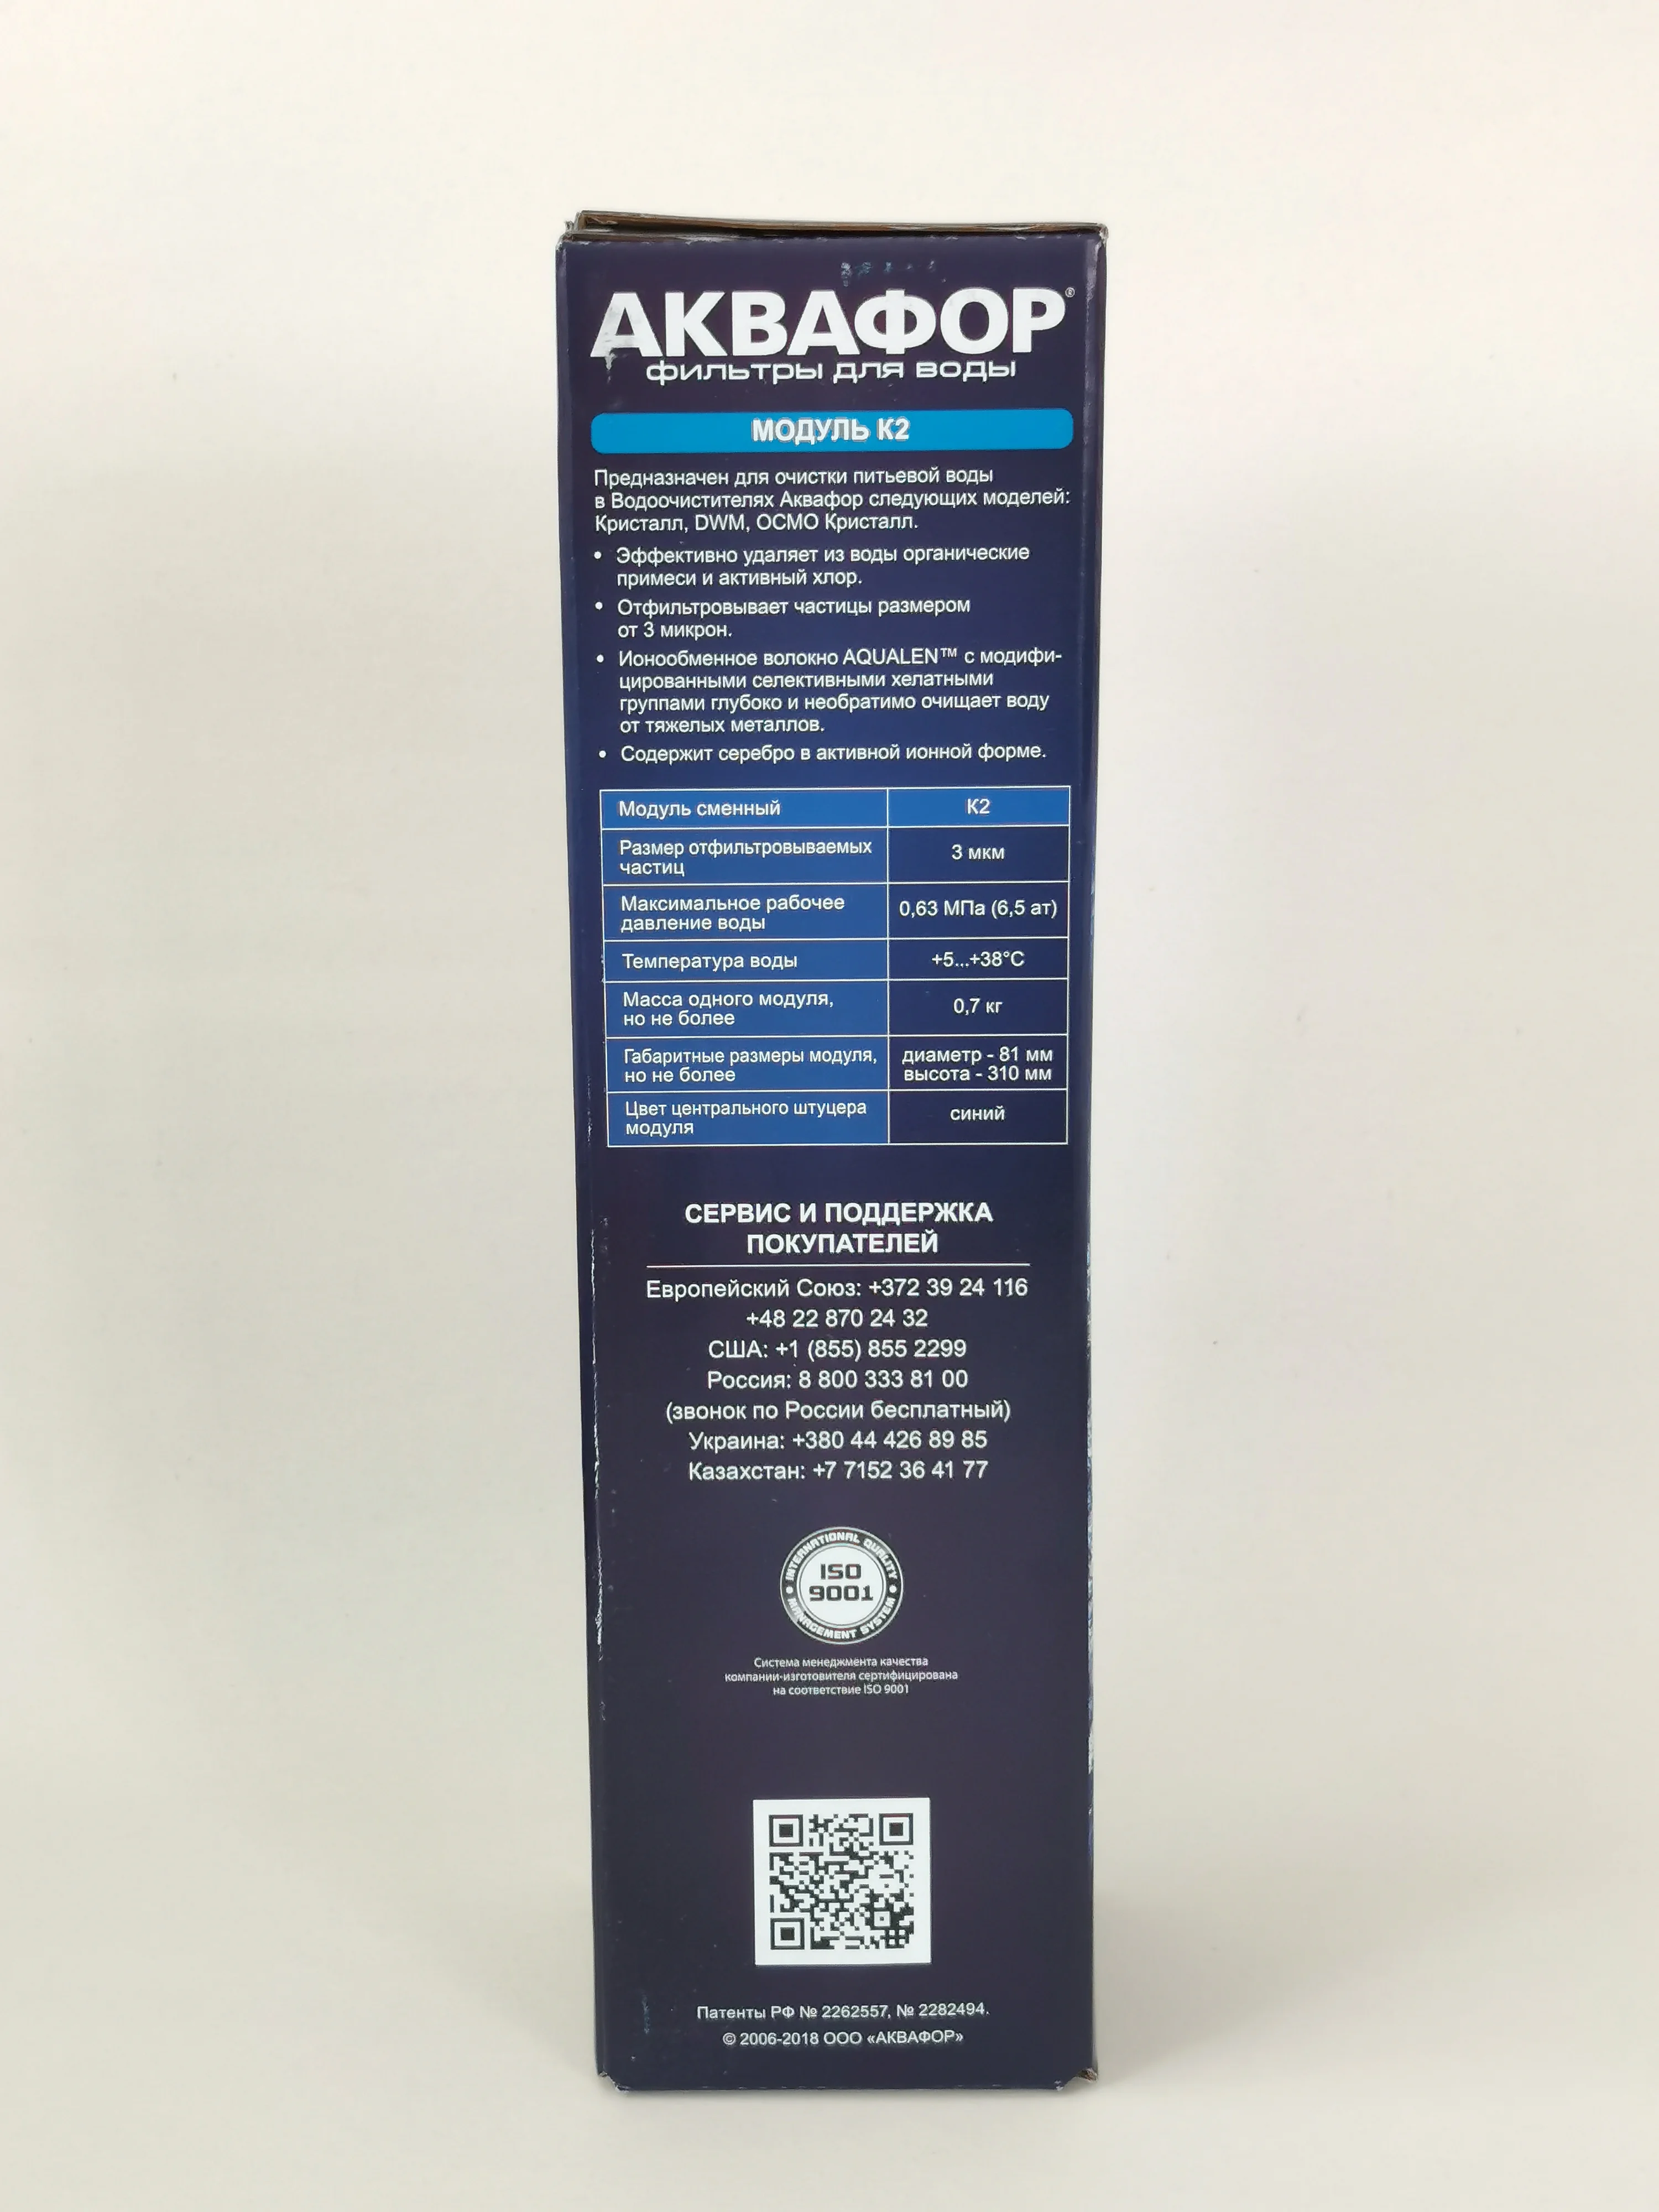 АКВАФОР®
фильтры для воды
МОДУЛЬ К2
Предназначен для очистки питьевой воды
в Водоочистителях Аквафор следующих моделей:
Кристалл, DWM, ОСМО Кристалл.
• Эффективно удаляет из воды органические
примеси и активный хлор.
• Отфильтровывает частицы размером
от 3 микрон.
• Ионообменное волокно AQUALEN™ с модифи-
цированными селективными хелатными
группами глубоко и необратимо очищает воду
от тяжелых металлов.
• Содержит серебро в активной ионной форме.
Модуль сменный К2
Размер отфильтровываемых
частиц
3 мкм
Максимальное рабочее
давление воды
0,63 МПа (6,5 ат)
Температура воды +5...+38°C
Масса одного модуля,
но не более
0,7 кг
Габаритные размеры модуля,
но не более
диаметр - 81 мм
высота - 310 мм
Цвет центрального штуцера
модуля
синий
СЕРВИС И ПОДДЕРЖКА
ПОКУПАТЕЛЕЙ
Европейский Союз: +372 39 24 116
+48 22 870 24 32
США: +1 (855) 855 2299
Россия: 8 800 333 81 00
(звонок по России бесплатный)
Украина: +380 44 426 89 85
Казахстан: +7 7152 36 41 77
INTERNATIONAL QUALITY
ISO
9001
MANAGEMENT SYSTEM
Система менеджмента качества
компании-изготовителя сертифицирована
на соответствие ISO 9001
Патенты РФ № 2262557, № 2282494.
© 2006-2018 ООО «АКВАФОР»